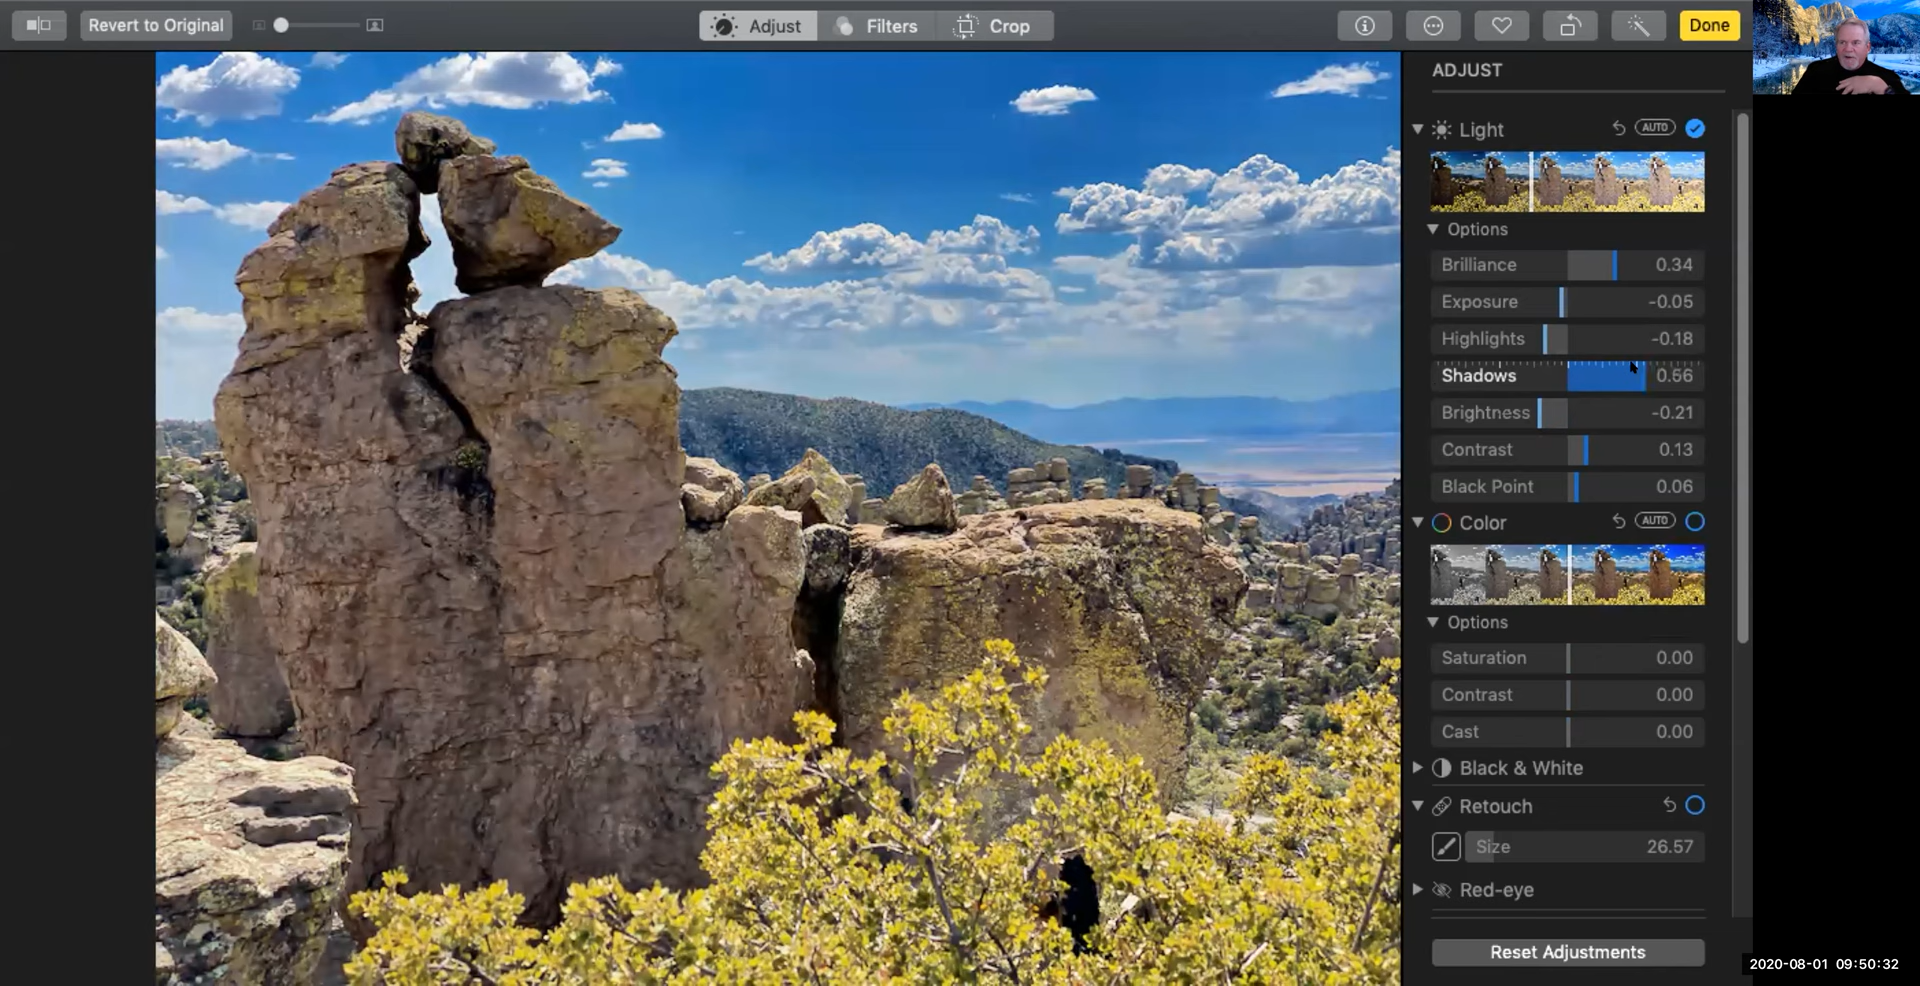 Revert to Original
Adjust
Filters
Crop
Done
ADJUST
Light
AUTO
Options
Brilliance 0.34
Exposure -0.05
Highlights -0.18
Shadows 0.56
Brightness -0.21
Contrast 0.13
Black Point 0.06
Color
AUTO
Options
Saturation 0.00
Contrast 0.00
Cast 0.00
Black & White
Retouch
Size 26.57
Red-eye
Reset Adjustments
2020-08-01 09:50:32